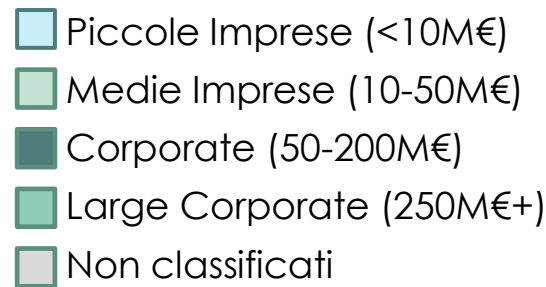 Piccole Imprese (<10M€)
Medie Imprese (10-50M€)
Corporate (50-200M€)
Large Corporate (250M€+)
Non classificati